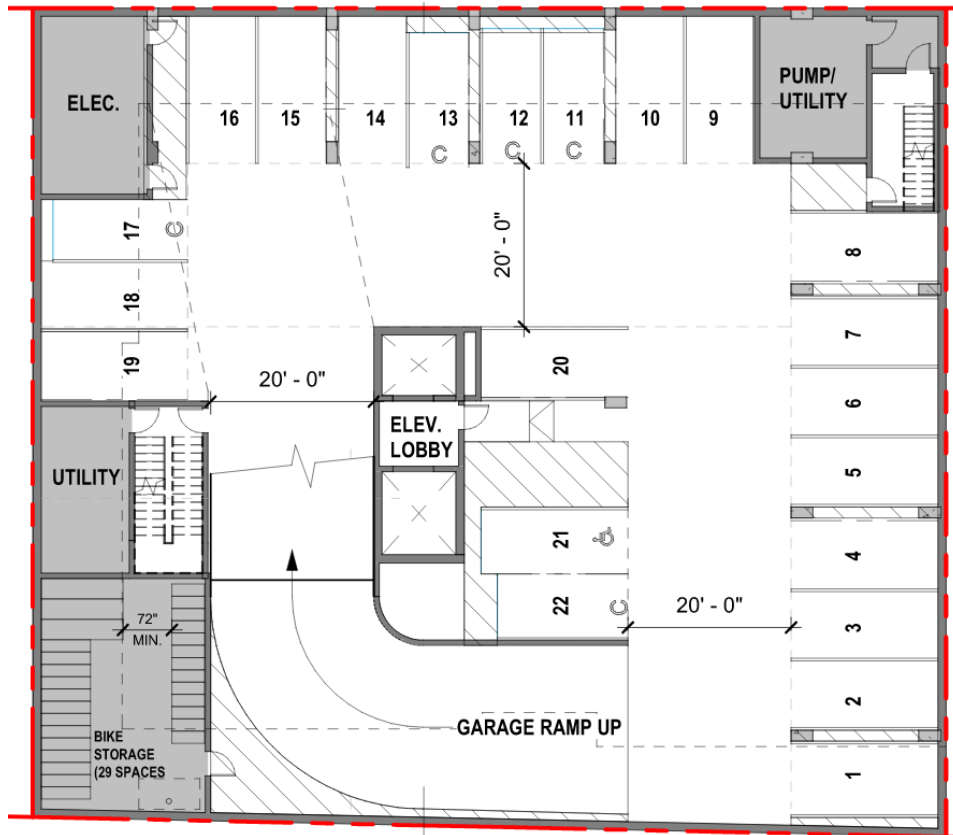 ELEC.
16
15
14
13
12
11
10
9
PUMP/
UTILITY
C
C
C
17
C
18
19
20' - 0"
8
7
6
5
4
3
2
1
20' - 0"
20
ELEV.
LOBBY
UTILITY
21
22
C
20' - 0"
72"
MIN.
GARAGE RAMP UP
BIKE
STORAGE
(29 SPACES